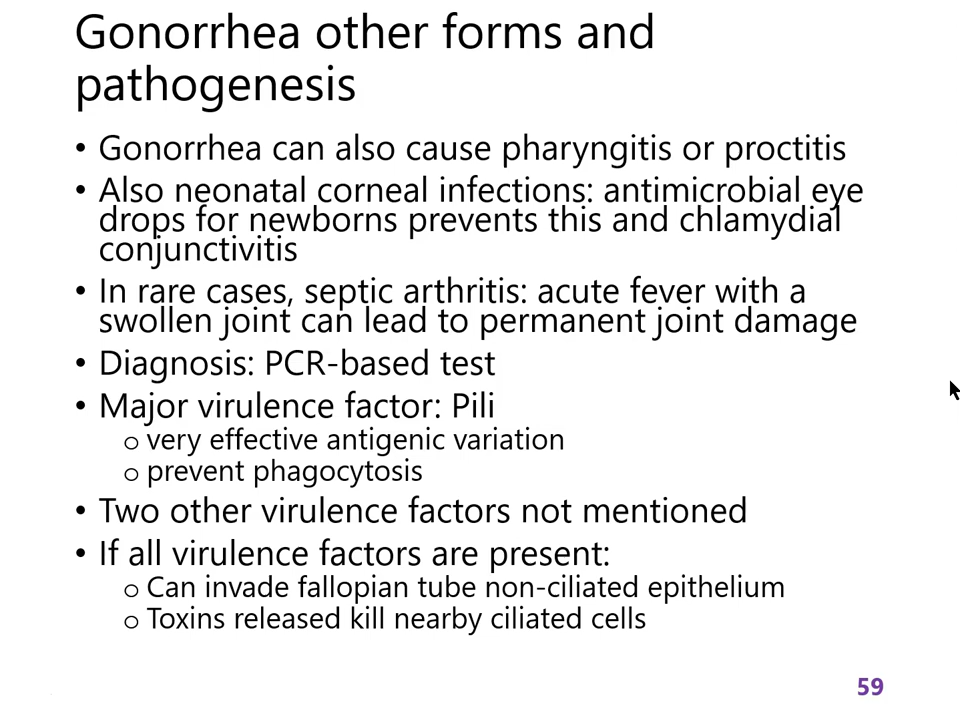 Gonorrhea other forms and
pathogenesis
• Gonorrhea can also cause pharyngitis or proctitis
• Also neonatal corneal infections: antimicrobial eye
drops for newborns prevents this and chlamydial
conjunctivitis
• In rare cases, septic arthritis: acute fever with a
swollen joint can lead to permanent joint damage
• Diagnosis: PCR-based test
• Major virulence factor: Pili
o very effective antigenic variation
o prevent phagocytosis
• Two other virulence factors not mentioned
• If all virulence factors are present:
o Can invade fallopian tube non-ciliated epithelium
o Toxins released kill nearby ciliated cells
59